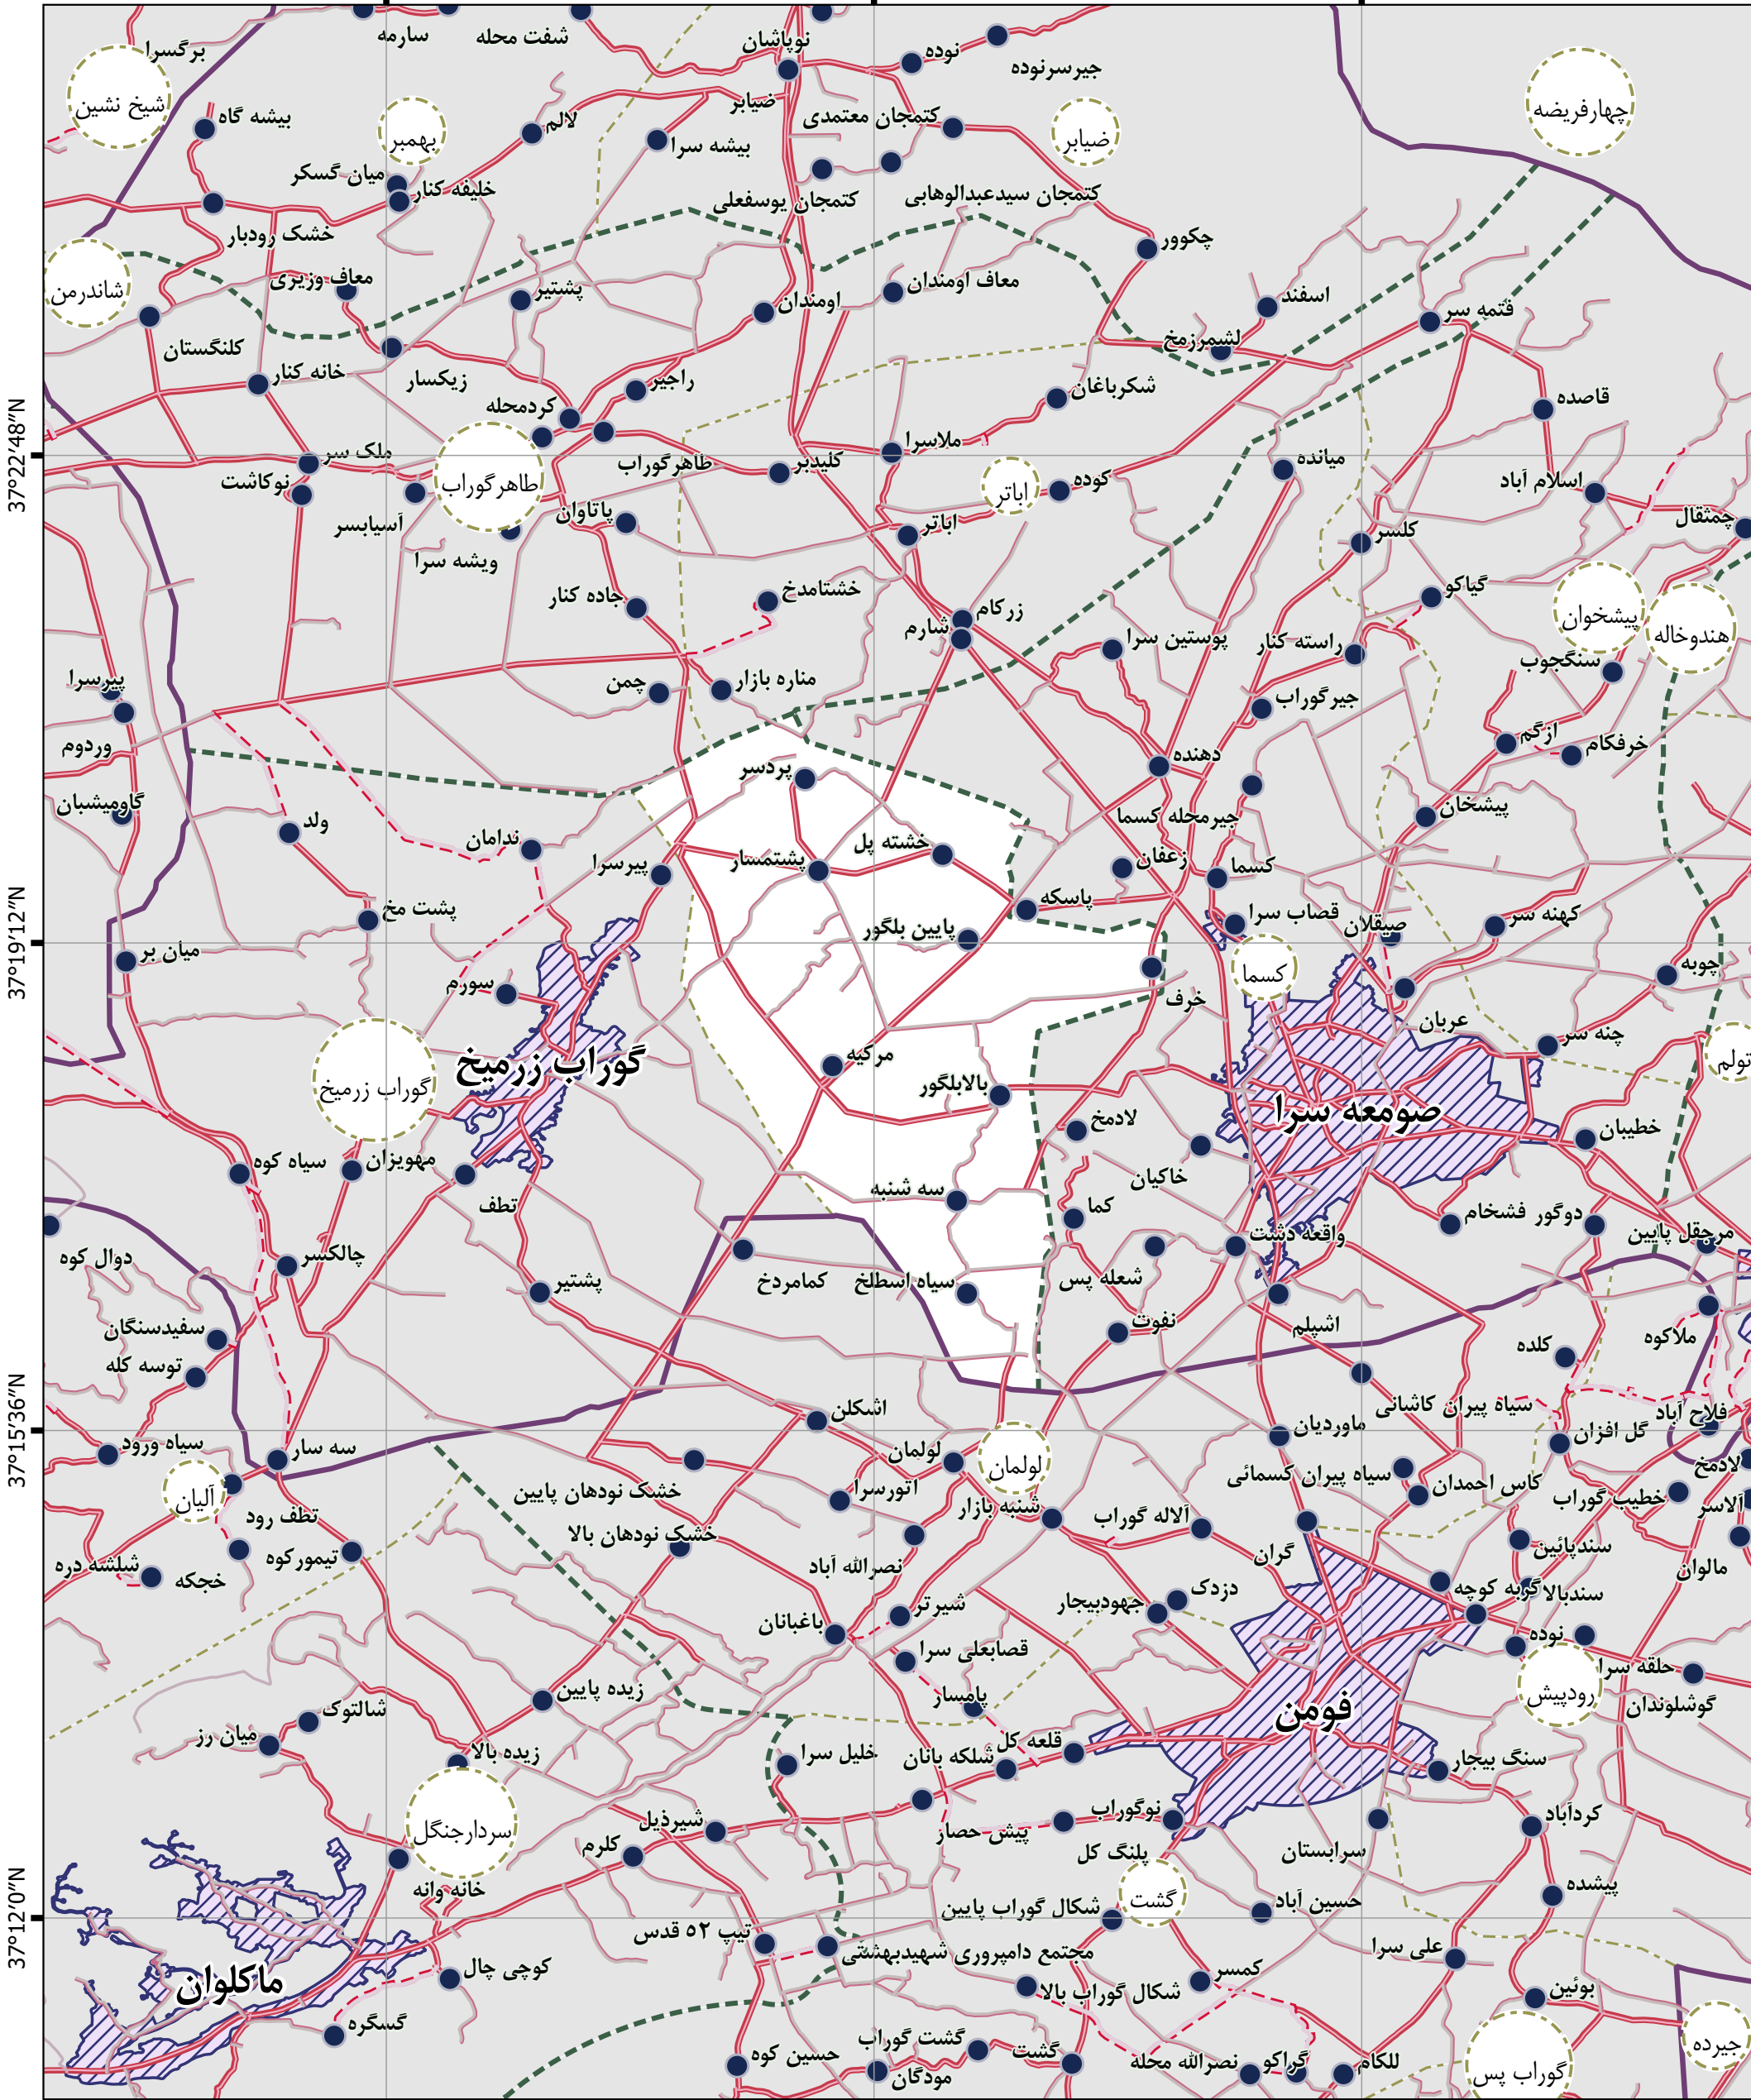 سارمه
شفت محله
برگسرا
نوپاشان
نوده
جیرسرنوده
شیخ نشین
چهارفریضه
بیشه گاه
بهمبر
لالم
ضیابر
بیشه سرا
کتمجان معتمدی
ضیابر
میان گسکر
خلیفه کنار
کتمجان یوسفعلی
کتمجان سیدعبدالوهابی
خشک رودبار
چکوور
شاندرمن
معاف وزیری
پشتیر
اومندان
معاف اومندان
اسفند
فتمه سر
کلنگستان
لشمرزمخ
خانه کنار
زیکسار
راجیر
شکرباغان
کردمحله
قاصده
37°22'48"N
ملک سر
نوکاشت
طاهرگوراب
طاهرگوراب
کلیدبر
ملاسرا
اباتر
کوده
میانده
اسلام آباد
آسیابسر
پاتاوان
اباتر
چمثقال
ویشه سرا
کلسر
جاده کنار
خشتامدخ
زرکام
شارم
گیاکو
پیشخوان
هندوخاله
پوستین سرا
راسته کنار
سنگجوب
پیرسرا
چمن
مناره بازار
جیرگوراب
وردوم
ازگم
خرفکام
دهنده
پردسر
گاومیشبان
ولد
ندامان
جیرمحله کسما
پیشخان
پیرسرا
پشتمسار
خشته پل
زعفان
کسما
پشت مخ
پاسکه
قصاب سرا
صیقلان
کهنه سر
37°19'12"N
میان بر
پایین بلگور
کسما
چوبه
سورم
خرف
عربان
چنه سر
گوراب زرمیخ
گوراب زرمیخ
مرکیه
بالابلگور
تولم
صومعه سرا
لادمخ
خطیبان
سیاه کوه
مهویزان
خاکیان
تطف
سه شنبه
کما
فشخام
دوگور
مرجقل پایین
دوال کوه
چالکسر
پشتیر
کمامردخ
سیاه اسطلخ
شعله پس
واقعه دشت
سفیدسنگان
نفوت
اشپلم
ملاکوه
توسه کله
کلده
سیاه پیران کاشانی
فلاح آباد
37°15'36"N
سیاه ورود
سه سار
اشکلن
لولمان
لولمان
ماوردیان
گل افزان
لادمخ
آلیان
خشک نودهان پایین
اتورسرا
شنبه بازار
سیاه پیران کسمائی
کاس احمدان
خطیب گوراب
آلاسر
تطف رود
آلاله گوراب
خشک نودهان بالا
تیمورکوه
نصرالله آباد
گران
سندپائین
مالوان
شلشه دره
خجکه
شیرتر
جهودبیجار
دزدک
گربه کوچه
سندبالا
باغبانان
قصابعلی سرا
نوده
حلقه سرا
رودپیش
گوشلوندان
زیده پایین
پامسار
فومن
شالتوک
میان رز
زیده بالا
خلیل سرا
شلکه بانان
قلعه کل
سنگ بیجار
سردارجنگل
شیرذیل
پیش حصار
نوگوراب
کردآباد
کلرم
پلنگ کل
سرابستان
خانه وانه
گشت
پیشده
37°12'0"N
شکال گوراب پایین
حسین آباد
تیپ ۵۲ قدس
مجتمع دامپروری شهیدبهشتی
علی سرا
ماکلوان
کوچی چال
شکال گوراب بالا
کمسر
بوئین
گسگره
حسین کوه
گشت گوراب
مودگان
گشت
نصرالله محله
گراکو
للکام
گوراب پس
جیرده